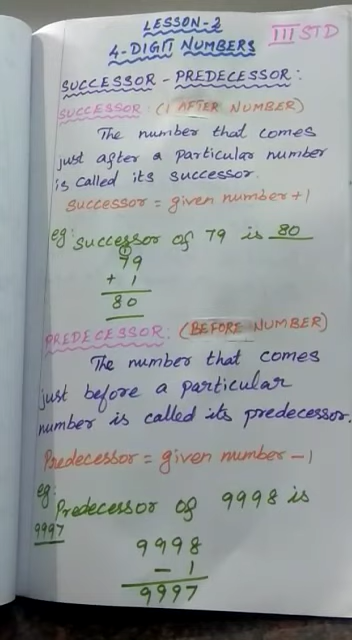 LESSON-2
III STD
4-DIGIT NUMBERS
SUCCESSOR - PREDECESSOR:
SUCCESSOR: (1 AFTER NUMBER)
The number that comes
just after a particular number
is called its successor.
successor = given number+1
eg: successor of 79 is 80
1
79
+ 1
80
PREDECESSOR: (BEFORE NUMBER)
The number that comes
just before a particular
number is called its predecessor.
Predecessor = given number -1
eg:
Predecessor of 9998 is
9997
9998
- 1
9997